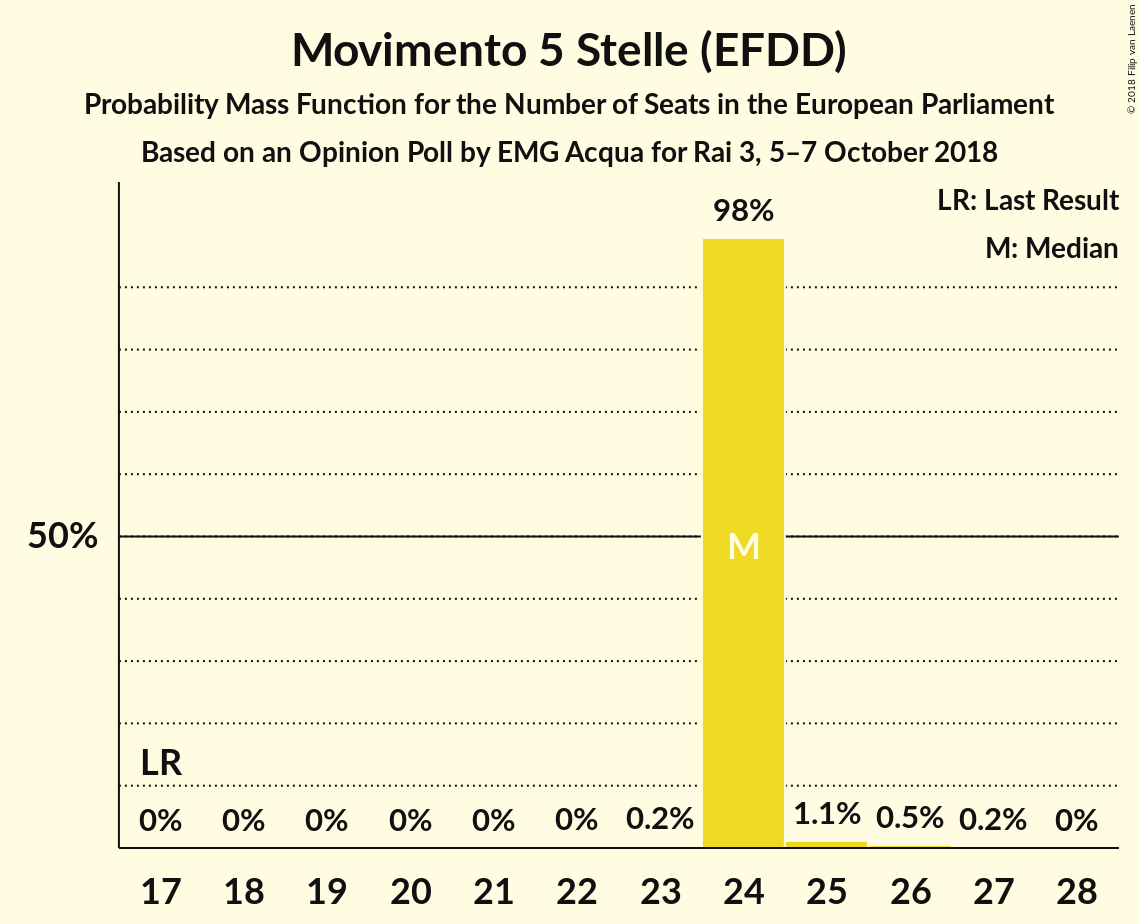 Movimento 5 Stelle (EFDD)
Probability Mass Function for the Number of Seats in the European Parliament
Based on an Opinion Poll by EMG Acqua for Rai 3, 5–7 October 2018
© 2018 Filip van Laenen
LR: Last Result
M: Median
98%
50%
M
LR
0% 0% 0% 0% 0% 0% 0.2% 1.1% 0.5% 0.2% 0%
17 18 19 20 21 22 23 24 25 26 27 28